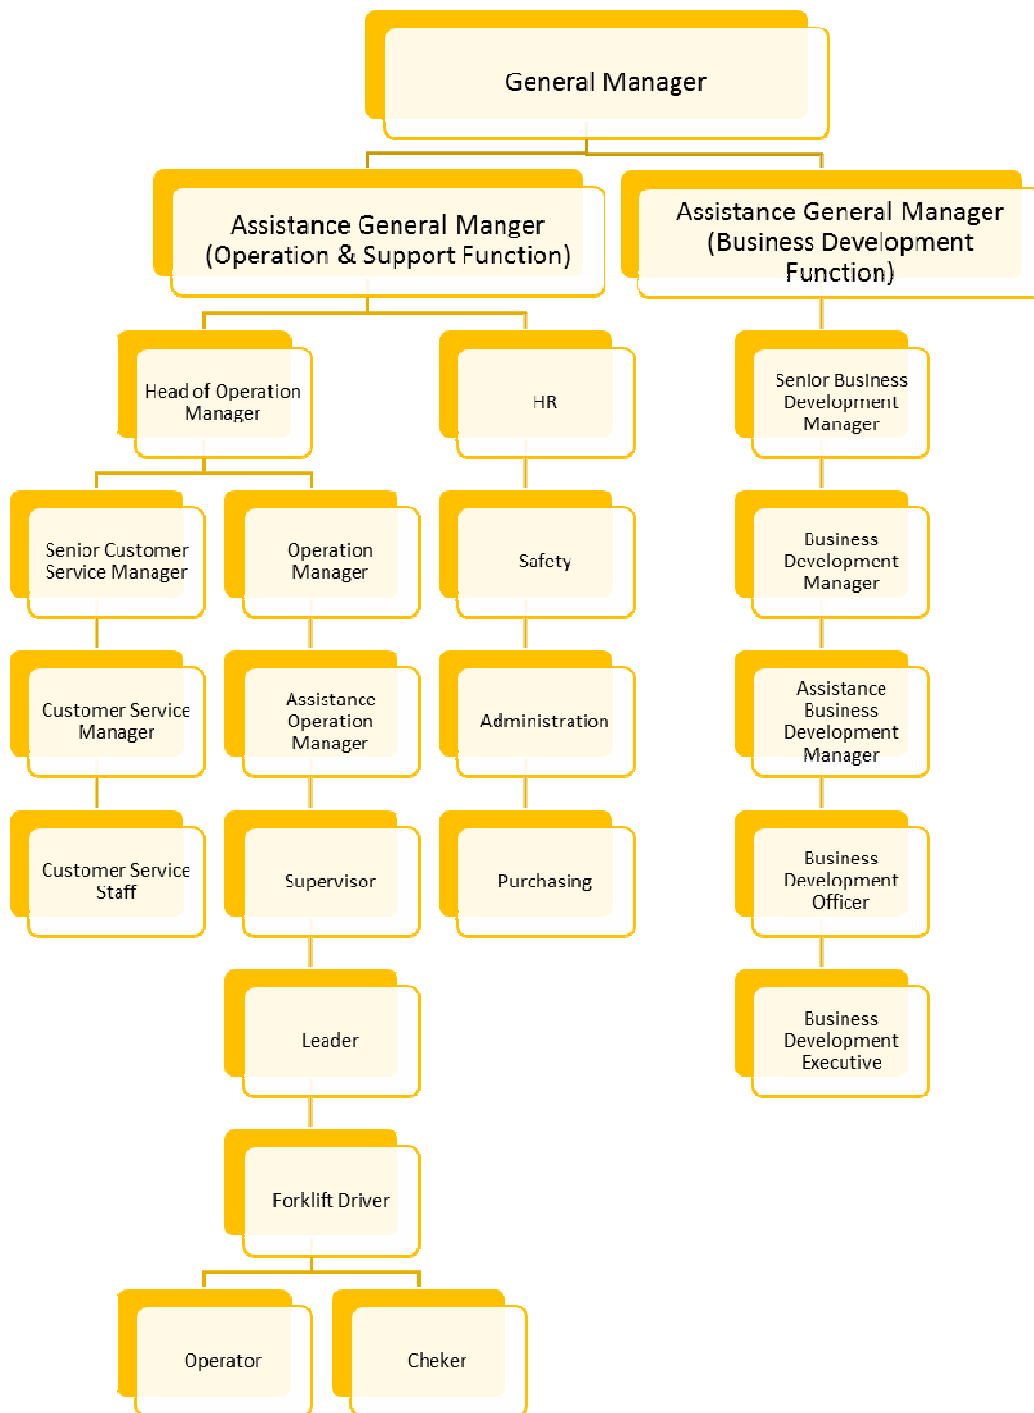 General Manager
Assistance General Manger
(Operation & Support Function)
Assistance General Manager
(Business Development
Function)
Head of Operation
Manager
HR
Senior Business
Development
Manager
Senior Customer
Service Manager
Operation
Manager
Safety
Business
Development
Manager
Customer Service
Manager
Assistance
Operation
Manager
Administration
Assistance
Business
Development
Manager
Customer Service
Staff
Supervisor
Purchasing
Business
Development
Officer
Leader
Business
Development
Executive
Forklift Driver
Operator
Cheker